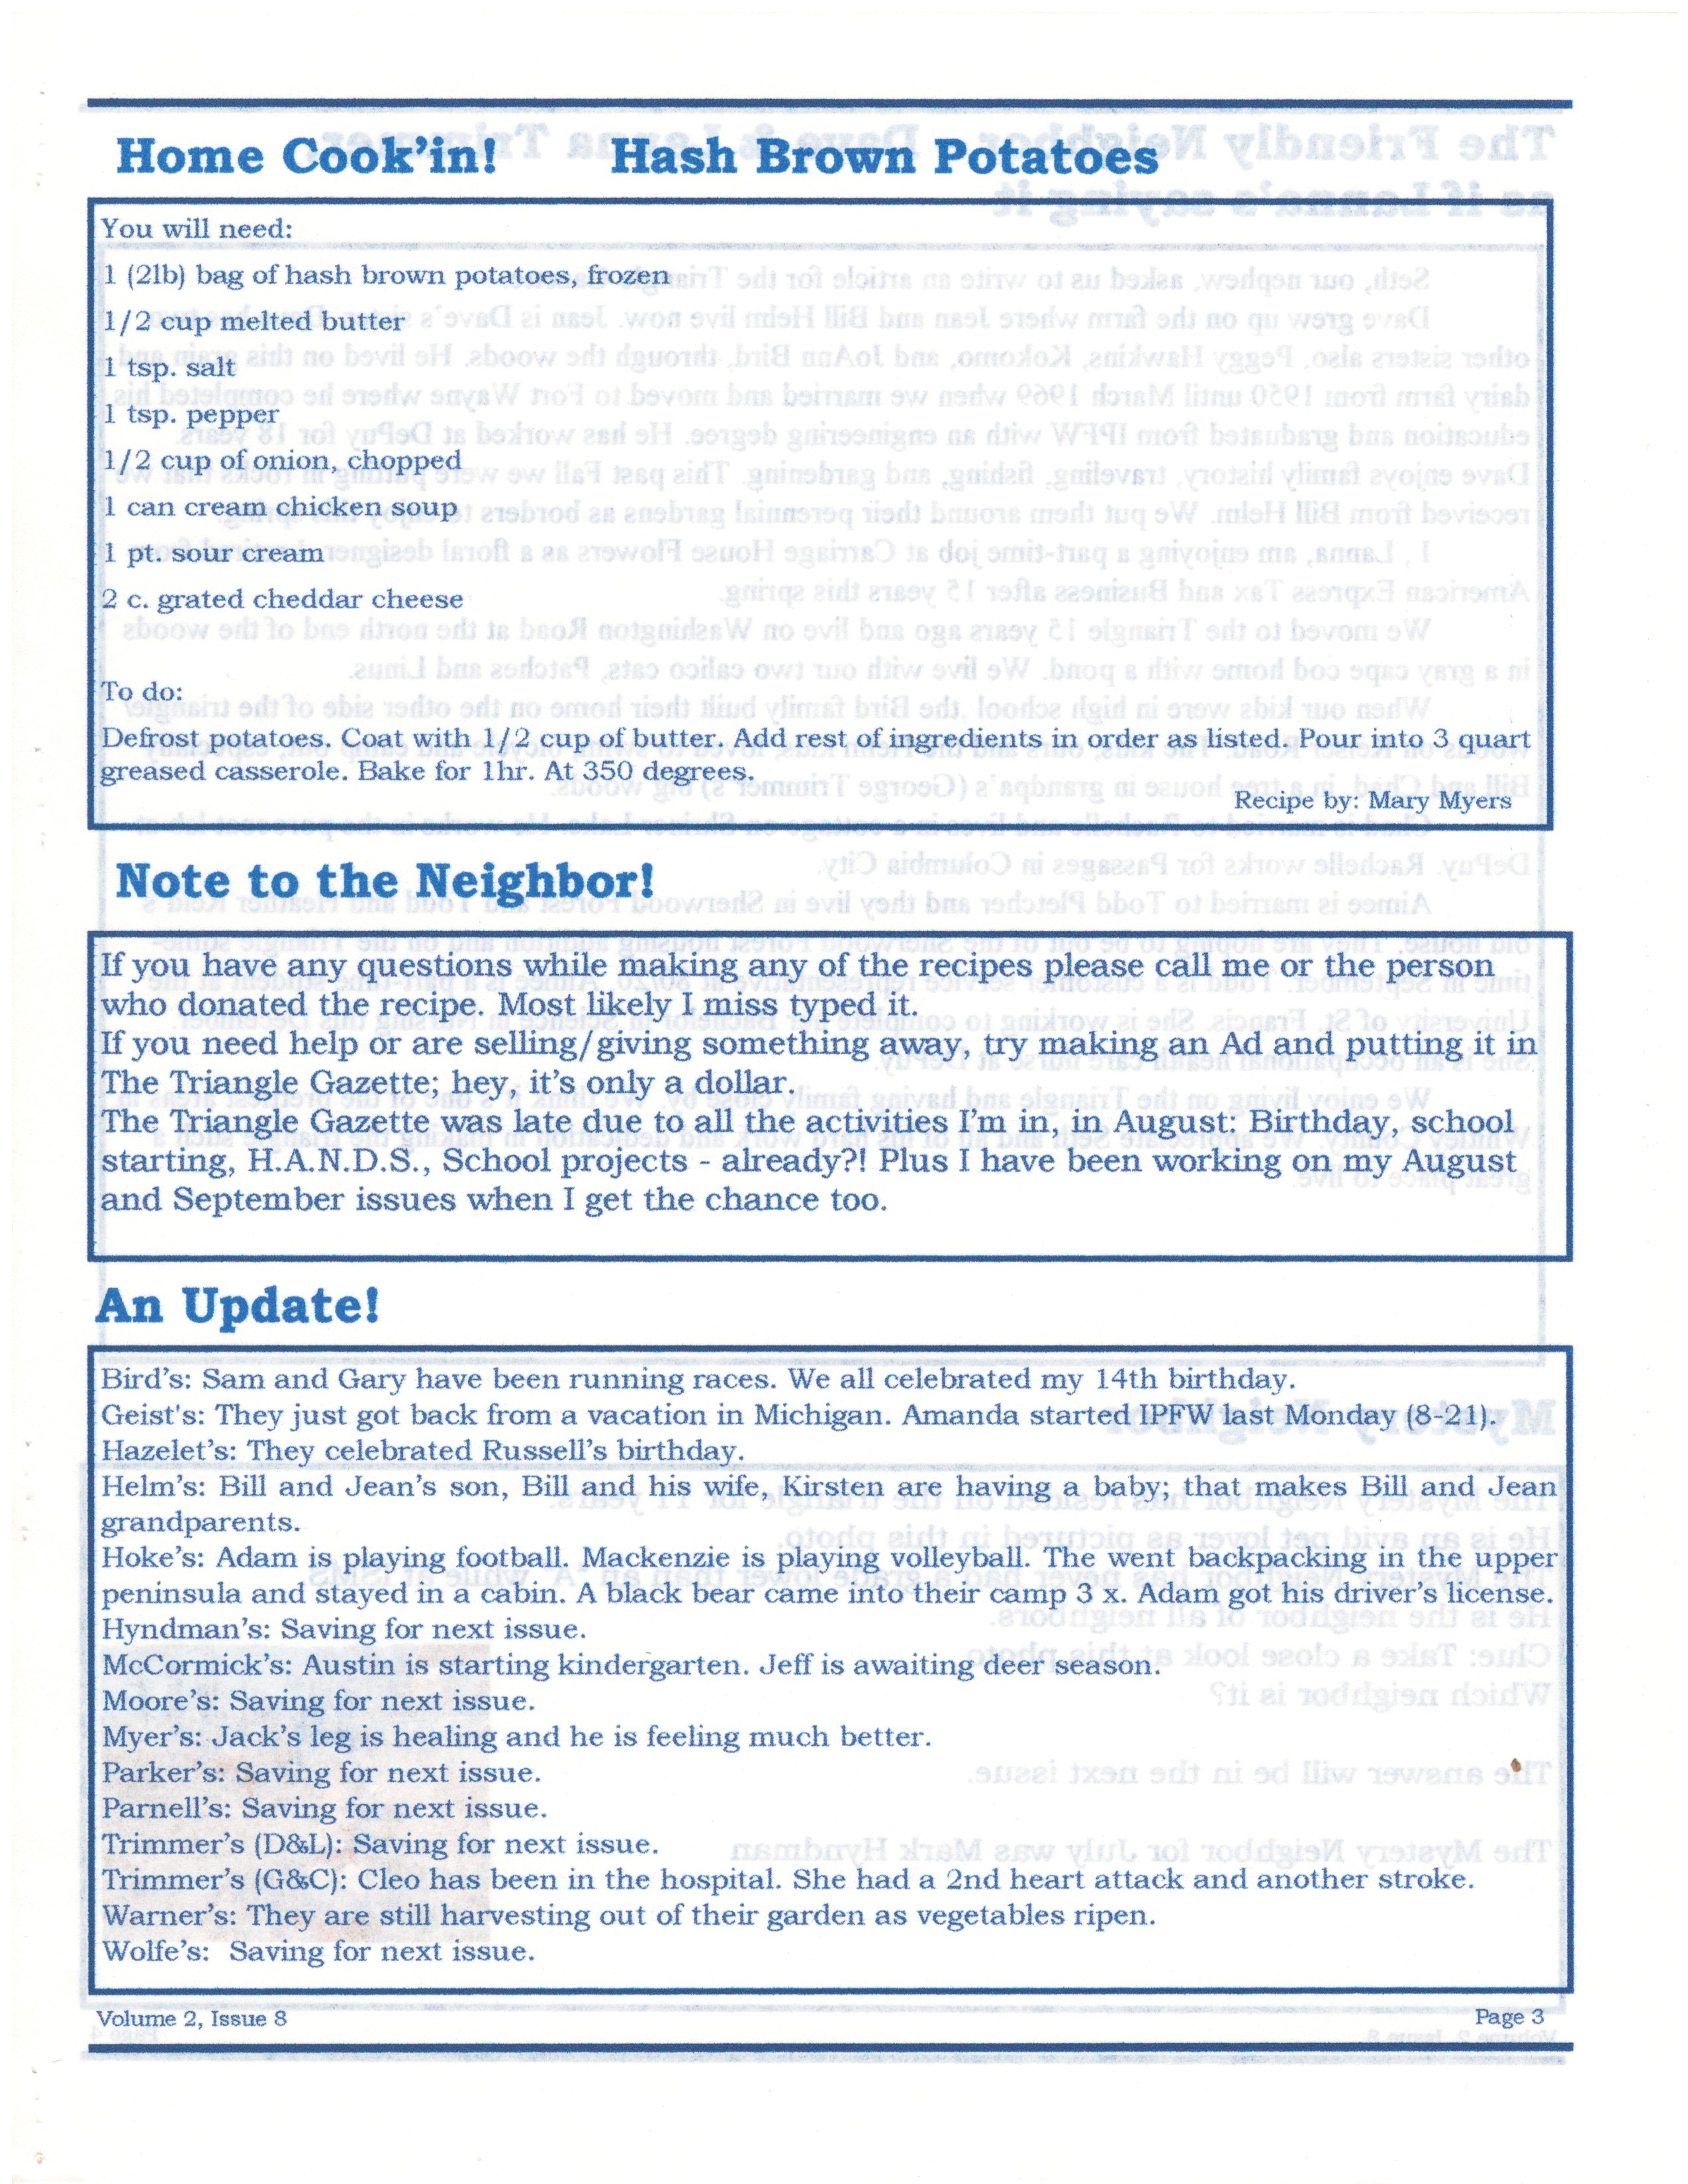 Home Cook'in! Hash Brown Potatoes
You will need:
1 (2lb) bag of hash brown potatoes, frozen
1/2 cup melted butter
1 tsp. salt
1 tsp. pepper
1/2 cup of onion, chopped
1 can cream chicken soup
1 pt. sour cream
2 c. grated cheddar cheese
To do:
Defrost potatoes. Coat with 1/2 cup of butter. Add rest of ingredients in order as listed. Pour into 3 quart
greased casserole. Bake for 1hr. At 350 degrees.
Recipe by: Mary Myers
Note to the Neighbor!
If you have any questions while making any of the recipes please call me or the person
who donated the recipe. Most likely I miss typed it.
If you need help or are selling/giving something away, try making an Ad and putting it in
The Triangle Gazette; hey, it's only a dollar.
The Triangle Gazette was late due to all the activities I'm in, in August: Birthday, school
starting, H.A.N.D.S., School projects - already?! Plus I have been working on my August
and September issues when I get the chance too.
An Update!
Bird's: Sam and Gary have been running races. We all celebrated my 14th birthday.
Geist's: They just got back from a vacation in Michigan. Amanda started IPFW last Monday (8-21).
Hazelet's: They celebrated Russell's birthday.
Helm's: Bill and Jean's son, Bill and his wife, Kirsten are having a baby; that makes Bill and Jean
grandparents.
Hoke's: Adam is playing football. Mackenzie is playing volleyball. The went backpacking in the upper
peninsula and stayed in a cabin. A black bear came into their camp 3 x. Adam got his driver's license.
Hyndman's: Saving for next issue.
McCormick's: Austin is starting kindergarten. Jeff is awaiting deer season.
Moore's: Saving for next issue.
Myer's: Jack's leg is healing and he is feeling much better.
Parker's: Saving for next issue.
Parnell's: Saving for next issue.
Trimmer's (D&L): Saving for next issue.
Trimmer's (G&C): Cleo has been in the hospital. She had a 2nd heart attack and another stroke.
Warner's: They are still harvesting out of their garden as vegetables ripen.
Wolfe's: Saving for next issue.
Volume 2, Issue 8 Page 3